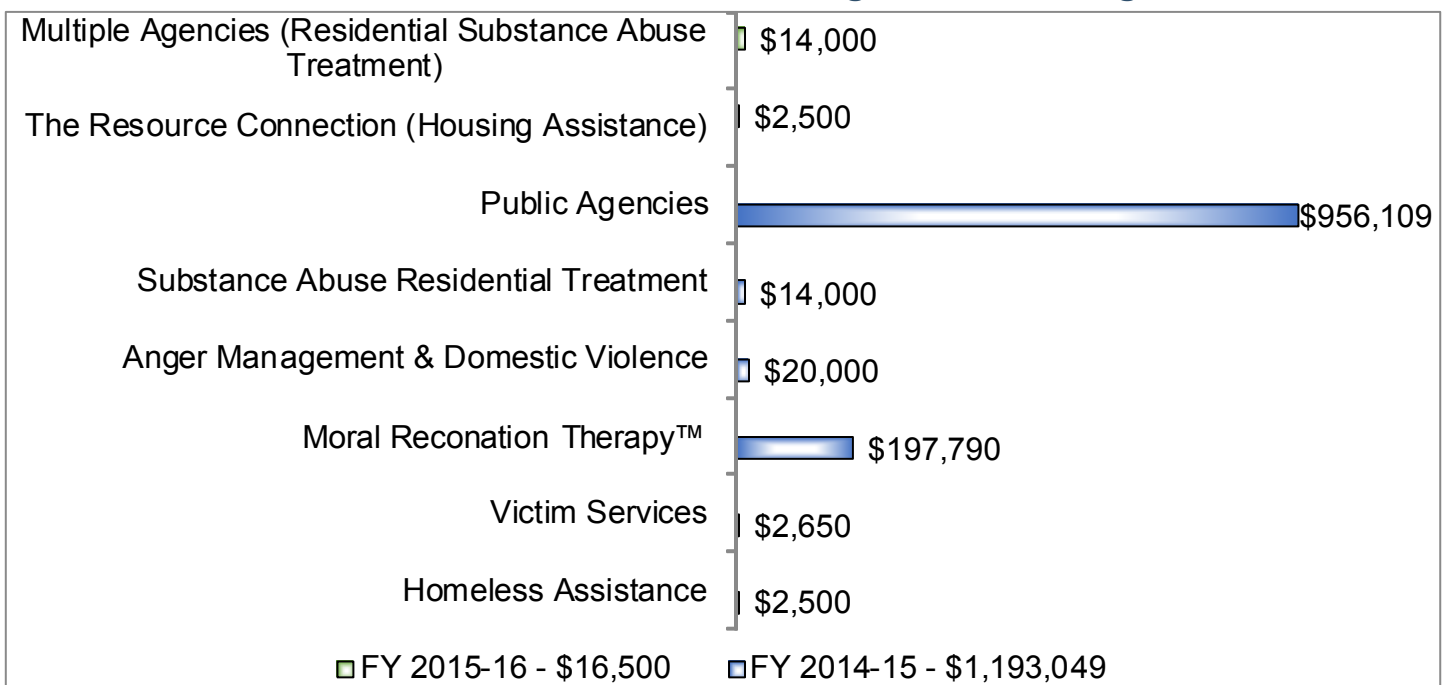 Multiple Agencies (Residential Substance Abuse
Treatment)
$14,000
The Resource Connection (Housing Assistance)
$2,500
Public Agencies
$956,109
Substance Abuse Residential Treatment
$14,000
Anger Management & Domestic Violence
$20,000
Moral Reconation Therapy™
$197,790
Victim Services
$2,650
Homeless Assistance
$2,500
FY 2015-16 - $16,500
FY 2014-15 - $1,193,049